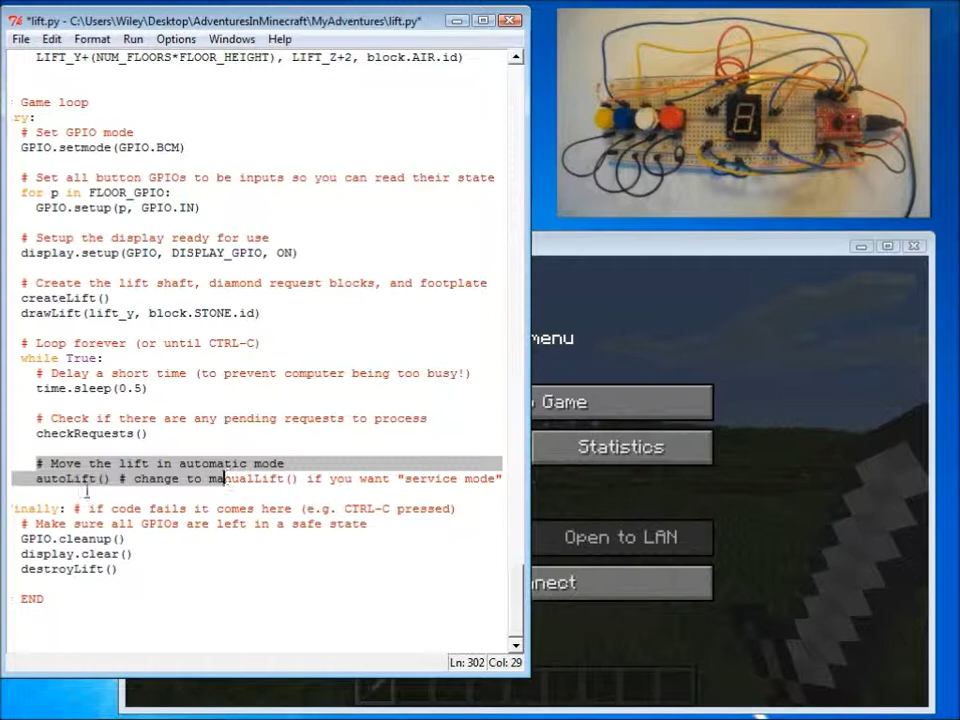 *lift.py - C:\Users\Wiley\Desktop\AdventuresInMinecraft\MyAdventures\lift.py*
File Edit Format Run Options Windows Help
LIFT_Y+(NUM_FLOORS*FLOOR_HEIGHT), LIFT_Z+2, block.AIR.id)
Game loop
ry:
# Set GPIO mode
GPIO.setmode(GPIO.BCM)
# Set all button GPIOs to be inputs so you can read their state
for p in FLOOR_GPIO:
GPIO.setup(p, GPIO.IN)
# Setup the display ready for use
display.setup(GPIO, DISPLAY_GPIO, ON)
# Create the lift shaft, diamond request blocks, and footplate
createLift()
drawLift(lift_y, block.STONE.id)
# Loop forever (or until CTRL-C)
while True:
# Delay a short time (to prevent computer being too busy!)
time.sleep(0.5)
# Check if there are any pending requests to process
checkRequests()
# Move the lift in automatic mode
autoLift() # change to manualLift() if you want "service mode"
inally: # if code fails it comes here (e.g. CTRL-C pressed)
# Make sure all GPIOs are left in a safe state
GPIO.cleanup()
display.clear()
destroyLift()
END
Ln: 302 Col: 29
menu
Game
Statistics
Open to LAN
nnect